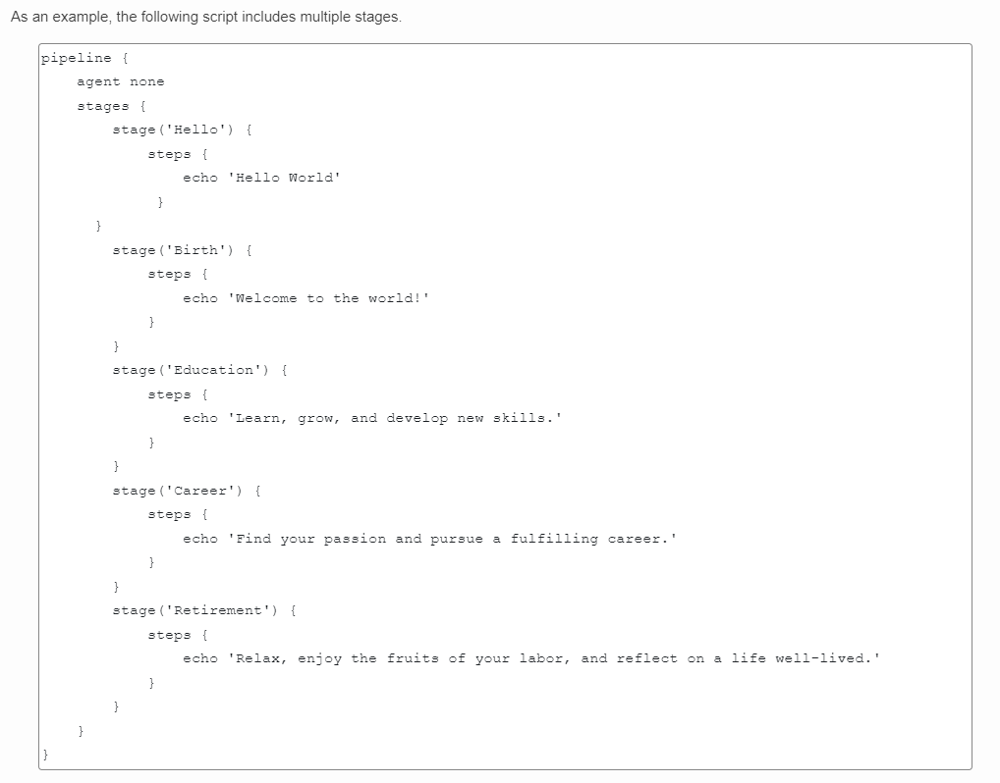 As an example, the following script includes multiple stages.
pipeline {
    agent none
    stages {
        stage('Hello') {
            steps {
                echo 'Hello World'
             }
      }
        stage('Birth') {
            steps {
                echo 'Welcome to the world!'
            }
        }
        stage('Education') {
            steps {
                echo 'Learn, grow, and develop new skills.'
            }
        }
        stage('Career') {
            steps {
                echo 'Find your passion and pursue a fulfilling career.'
            }
        }
        stage('Retirement') {
            steps {
                echo 'Relax, enjoy the fruits of your labor, and reflect on a life well-lived.'
            }
        }
    }
}